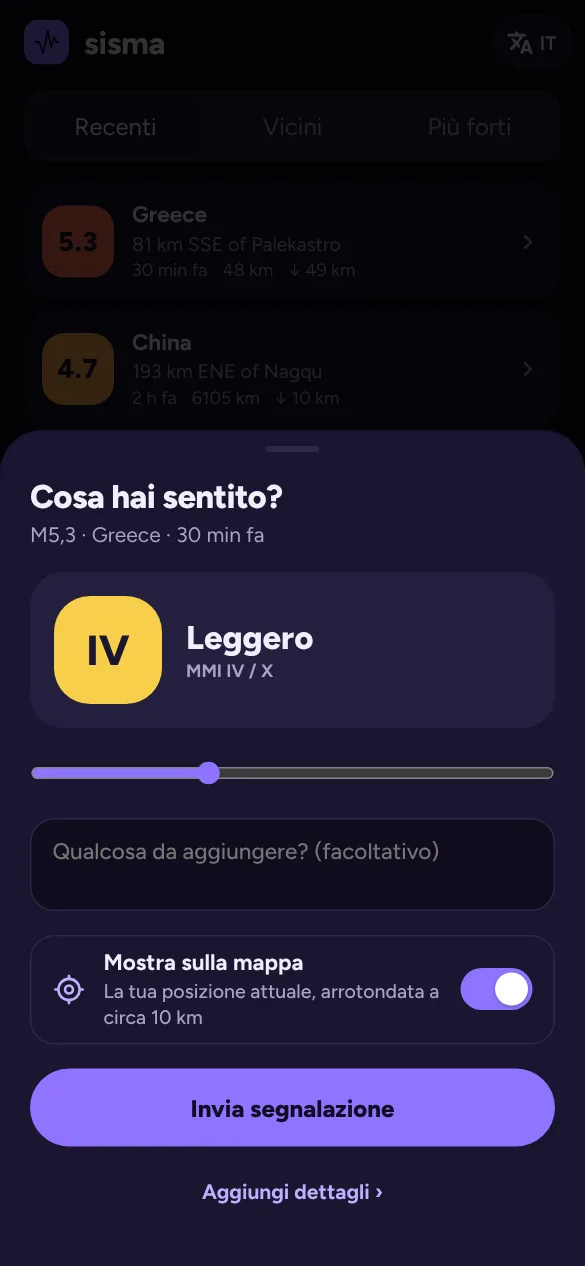 sisma
IT
Recenti
Vicini
Più forti
5.3
Greece
81 km SSE of Palekastro
30 min fa 48 km ↓ 49 km
4.7
China
193 km ENE of Nagqu
2 h fa 6105 km ↓ 10 km
Cosa hai sentito?
M5,3 · Greece · 30 min fa
IV
Leggero
MMI IV / X
Qualcosa da aggiungere? (facoltativo)
Mostra sulla mappa
La tua posizione attuale, arrotondata a
circa 10 km
Invia segnalazione
Aggiungi dettagli ›